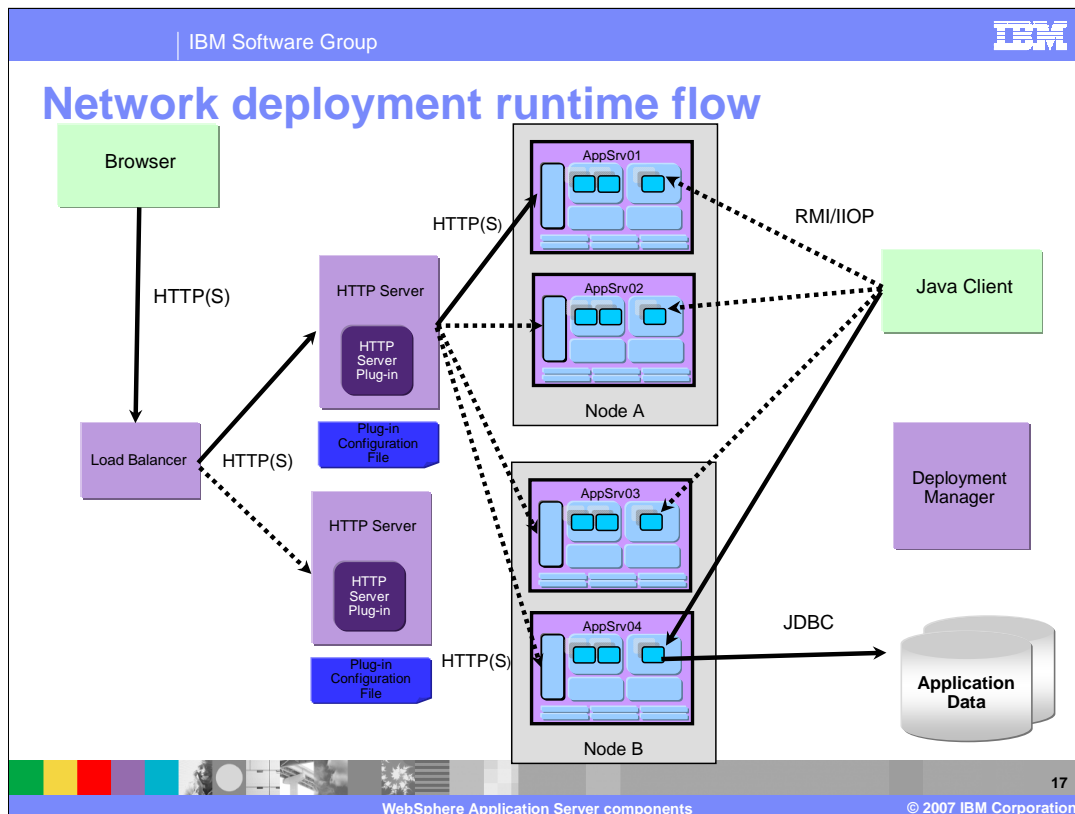 IBM Software Group
IBM
Network deployment runtime flow
Browser
HTTP(S)
Load Balancer
HTTP(S)
HTTP Server
HTTP
Server
Plug-in
Plug-in
Configuration
File
HTTP Server
HTTP
Server
Plug-in
Plug-in
Configuration
File
HTTP(S)
HTTP(S)
AppSrv01
AppSrv02
Node A
AppSrv03
AppSrv04
Node B
RMI/IIOP
Java Client
Deployment
Manager
JDBC
Application
Data
17
WebSphere Application Server components
© 2007 IBM Corporation